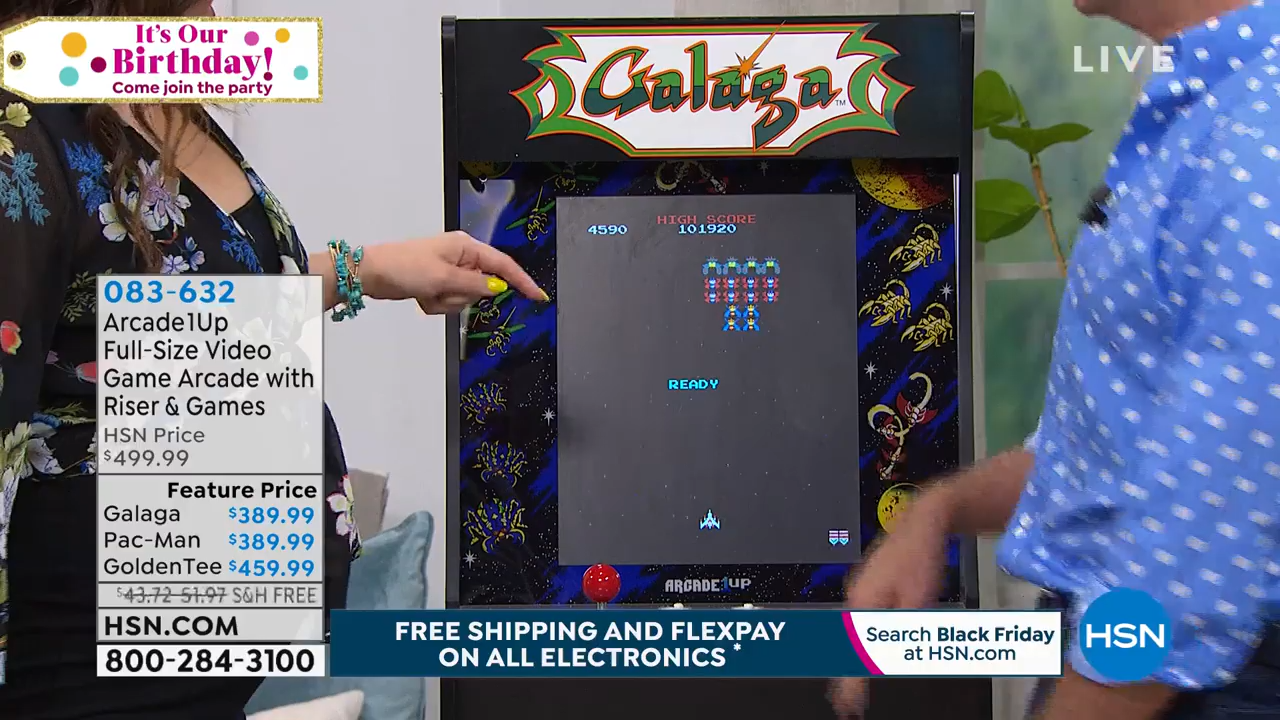 It's Our
Birthday!
Come join the party
LIVE
Galaga™
HIGH SCORE
4590 101920
READY
ARCADE1UP
083-632
Arcade1Up
Full-Size Video
Game Arcade with
Riser & Games
HSN Price
$499.99
Feature Price
Galaga $389.99
Pac-Man $389.99
GoldenTee $459.99
$43.72-51.97 S&H FREE
HSN.COM
800-284-3100
FREE SHIPPING AND FLEXPAY
ON ALL ELECTRONICS*
Search Black Friday
at HSN.com
HSN